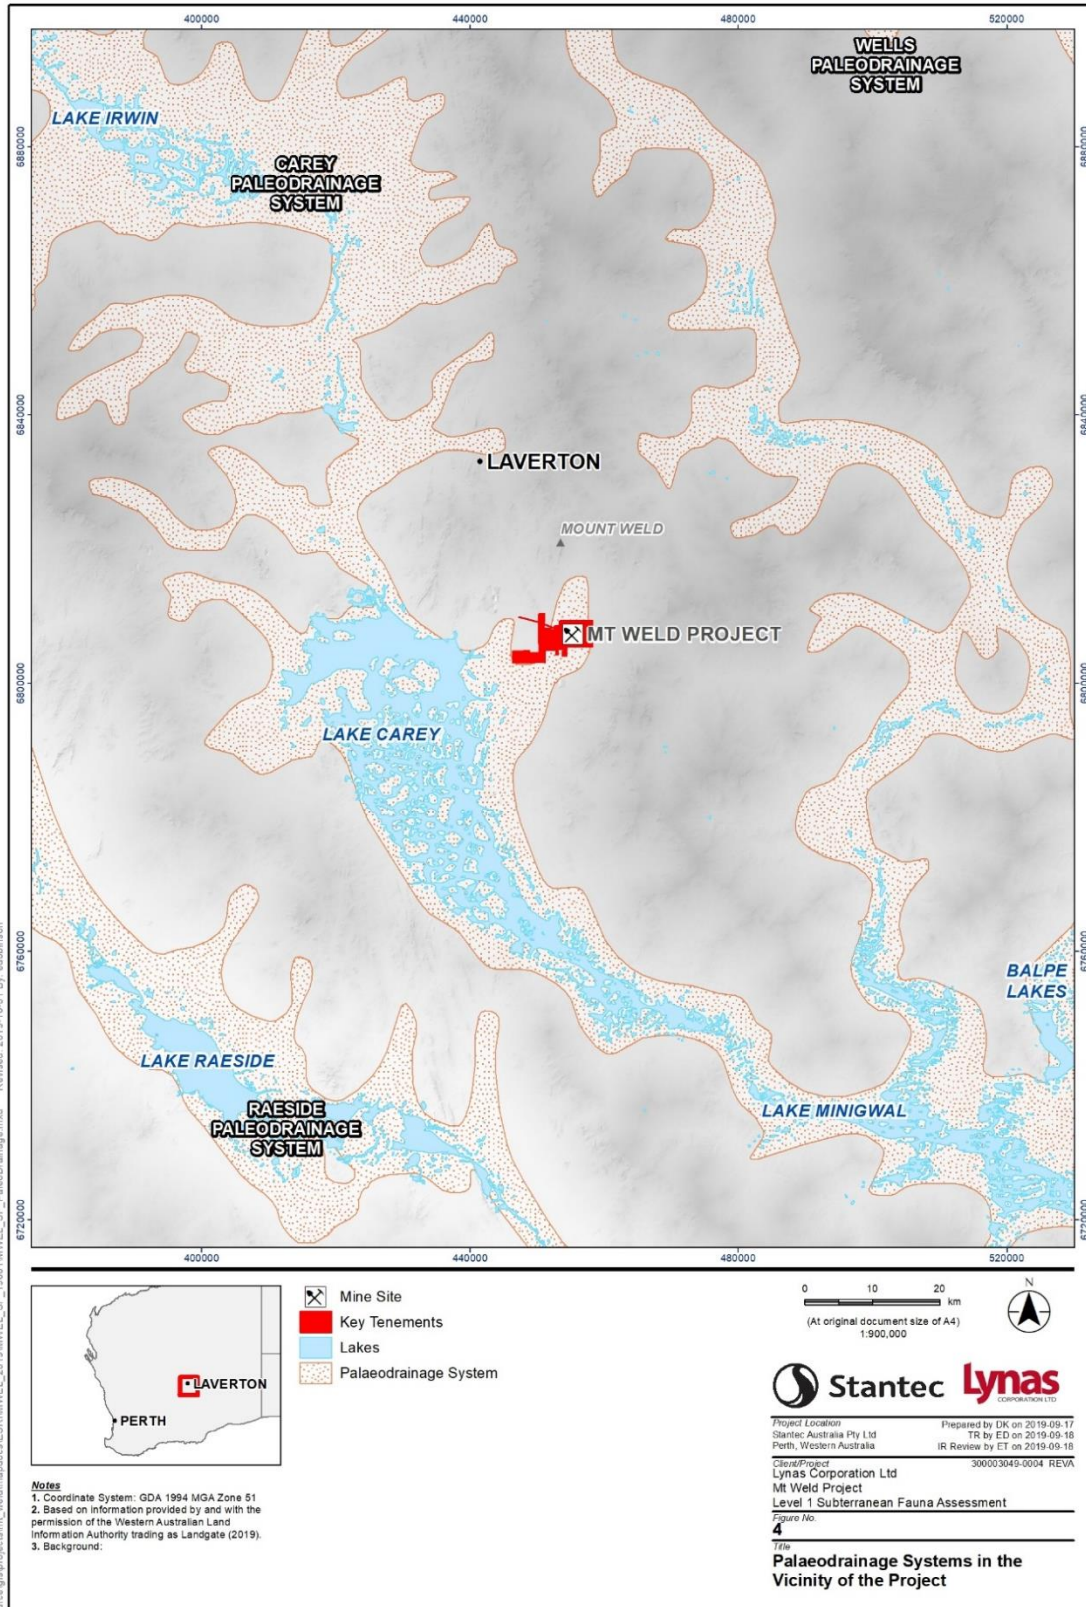 400000
440000
480000
520000
WELLS
PALEODRAINAGE
SYSTEM
LAKE IRWIN
6880000
6880000
CAREY
PALEODRAINAGE
SYSTEM
6840000
6840000
LAVERTON
MOUNT WELD
MT WELD PROJECT
6800000
6800000
LAKE CAREY
6760000
6760000
BALPE
LAKES
LAKE RAESIDE
RAESIDE
PALEODRAINAGE
SYSTEM
LAKE MINIGWAL
6720000
6720000
400000
440000
480000
520000
LAVERTON
PERTH
Mine Site
Key Tenements
Lakes
Palaeodrainage System
0 10 20
km
(At original document size of A4)
1:900,000
N
Stantec
Lynas
CORPORATION LTD
Project Location
Stantec Australia Pty Ltd
Perth, Western Australia
Prepared by DK on 2019-09-17
TR by ED on 2019-09-18
IR Review by ET on 2019-09-18
Client/Project
300003049-0004 REVA
Lynas Corporation Ltd
Mt Weld Project
Level 1 Subterranean Fauna Assessment
Figure No.
4
Title
Palaeodrainage Systems in the
Vicinity of the Project
Notes
1. Coordinate System: GDA 1994 MGA Zone 51
2. Based on information provided by and with the
permission of the Western Australian Land
Information Authority trading as Landgate (2019).
3. Background: